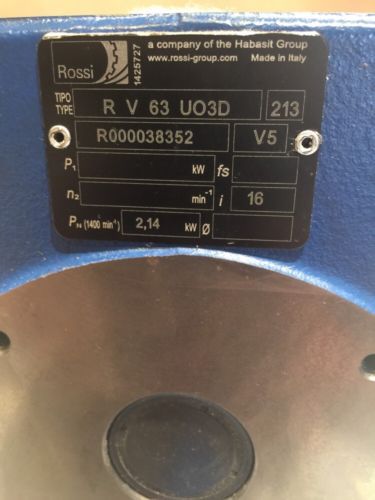 Rossi
1425727
a company of the Habasit Group
www.rossi-group.com Made in Italy
TIPO
TYPE R V 63 UO3D 213
R000038352 V5
P1 kW fs
n2 min-1 i 16
PN (1400 min-1) 2,14 kW Ø